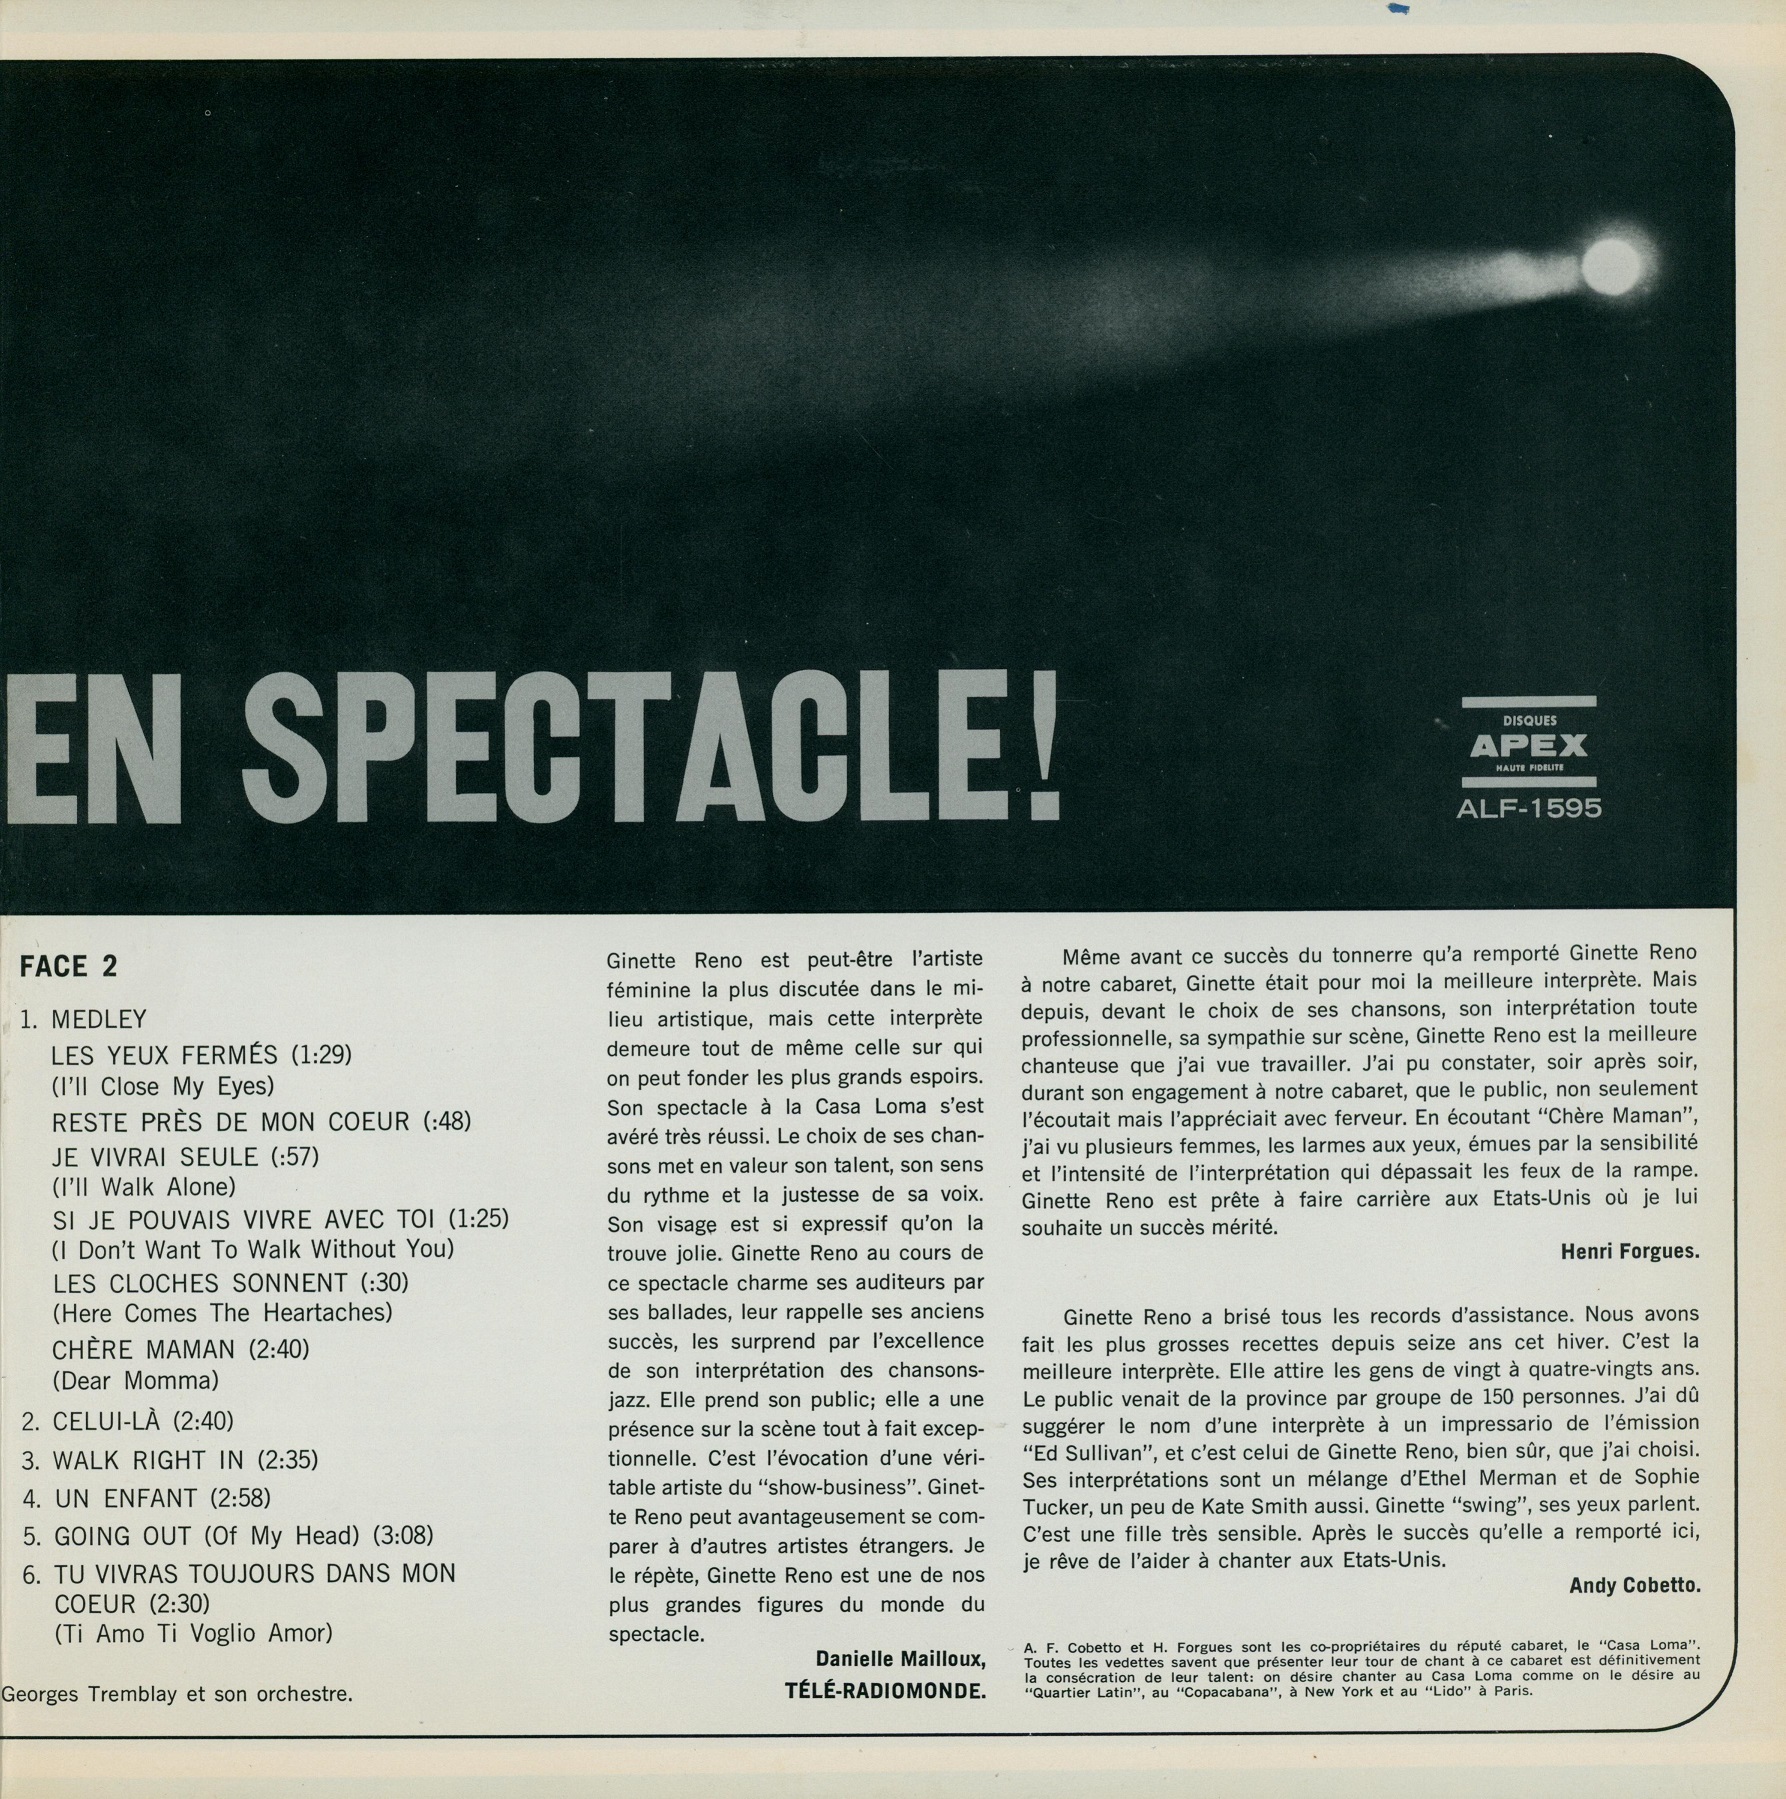 EN SPECTACLE!
DISQUES
APEX
HAUTE FIDELITE
ALF-1595
FACE 2
1. MEDLEY
LES YEUX FERMÉS (1:29)
(I'll Close My Eyes)
RESTE PRÈS DE MON COEUR (:48)
JE VIVRAI SEULE (:57)
(I'll Walk Alone)
SI JE POUVAIS VIVRE AVEC TOI (1:25)
(I Don't Want To Walk Without You)
LES CLOCHES SONNENT (:30)
(Here Comes The Heartaches)
CHÈRE MAMAN (2:40)
(Dear Momma)
2. CELUI-LÀ (2:40)
3. WALK RIGHT IN (2:35)
4. UN ENFANT (2:58)
5. GOING OUT (Of My Head) (3:08)
6. TU VIVRAS TOUJOURS DANS MON
COEUR (2:30)
(Ti Amo Ti Voglio Amor)
Georges Tremblay et son orchestre.
Ginette Reno est peut-être l'artiste
féminine la plus discutée dans le mi-
lieu artistique, mais cette interprète
demeure tout de même celle sur qui
on peut fonder les plus grands espoirs.
Son spectacle à la Casa Loma s'est
avéré très réussi. Le choix de ses chan-
sons met en valeur son talent, son sens
du rythme et la justesse de sa voix.
Son visage est si expressif qu'on la
trouve jolie. Ginette Reno au cours de
ce spectacle charme ses auditeurs par
ses ballades, leur rappelle ses anciens
succès, les surprend par l'excellence
de son interprétation des chansons-
jazz. Elle prend son public; elle a une
présence sur la scène tout à fait excep-
tionnelle. C'est l'évocation d'une véri-
table artiste du "show-business". Ginet-
te Reno peut avantageusement se com-
parer à d'autres artistes étrangers. Je
le répète, Ginette Reno est une de nos
plus grandes figures du monde du
spectacle.
Danielle Mailloux,
TÉLÉ-RADIOMONDE.
Même avant ce succès du tonnerre qu'a remporté Ginette Reno
à notre cabaret, Ginette était pour moi la meilleure interprète. Mais
depuis, devant le choix de ses chansons, son interprétation toute
professionnelle, sa sympathie sur scène, Ginette Reno est la meilleure
chanteuse que j'ai vue travailler. J'ai pu constater, soir après soir,
durant son engagement à notre cabaret, que le public, non seulement
l'écoutait mais l'appréciait avec ferveur. En écoutant "Chère Maman",
j'ai vu plusieurs femmes, les larmes aux yeux, émues par la sensibilité
et l'intensité de l'interprétation qui dépassait les feux de la rampe.
Ginette Reno est prête à faire carrière aux Etats-Unis où je lui
souhaite un succès mérité.
Henri Forgues.
Ginette Reno a brisé tous les records d'assistance. Nous avons
fait les plus grosses recettes depuis seize ans cet hiver. C'est la
meilleure interprète. Elle attire les gens de vingt à quatre-vingts ans.
Le public venait de la province par groupe de 150 personnes. J'ai dû
suggérer le nom d'une interprète à un impressario de l'émission
"Ed Sullivan", et c'est celui de Ginette Reno, bien sûr, que j'ai choisi.
Ses interprétations sont un mélange d'Ethel Merman et de Sophie
Tucker, un peu de Kate Smith aussi. Ginette "swing", ses yeux parlent.
C'est une fille très sensible. Après le succès qu'elle a remporté ici,
je rêve de l'aider à chanter aux Etats-Unis.
Andy Cobetto.
A. F. Cobetto et H. Forgues sont les co-propriétaires du réputé cabaret, le "Casa Loma".
Toutes les vedettes savent que présenter leur tour de chant à ce cabaret est définitivement
la consécration de leur talent: on désire chanter au Casa Loma comme on le désire au
"Quartier Latin", au "Copacabana", à New York et au "Lido" à Paris.